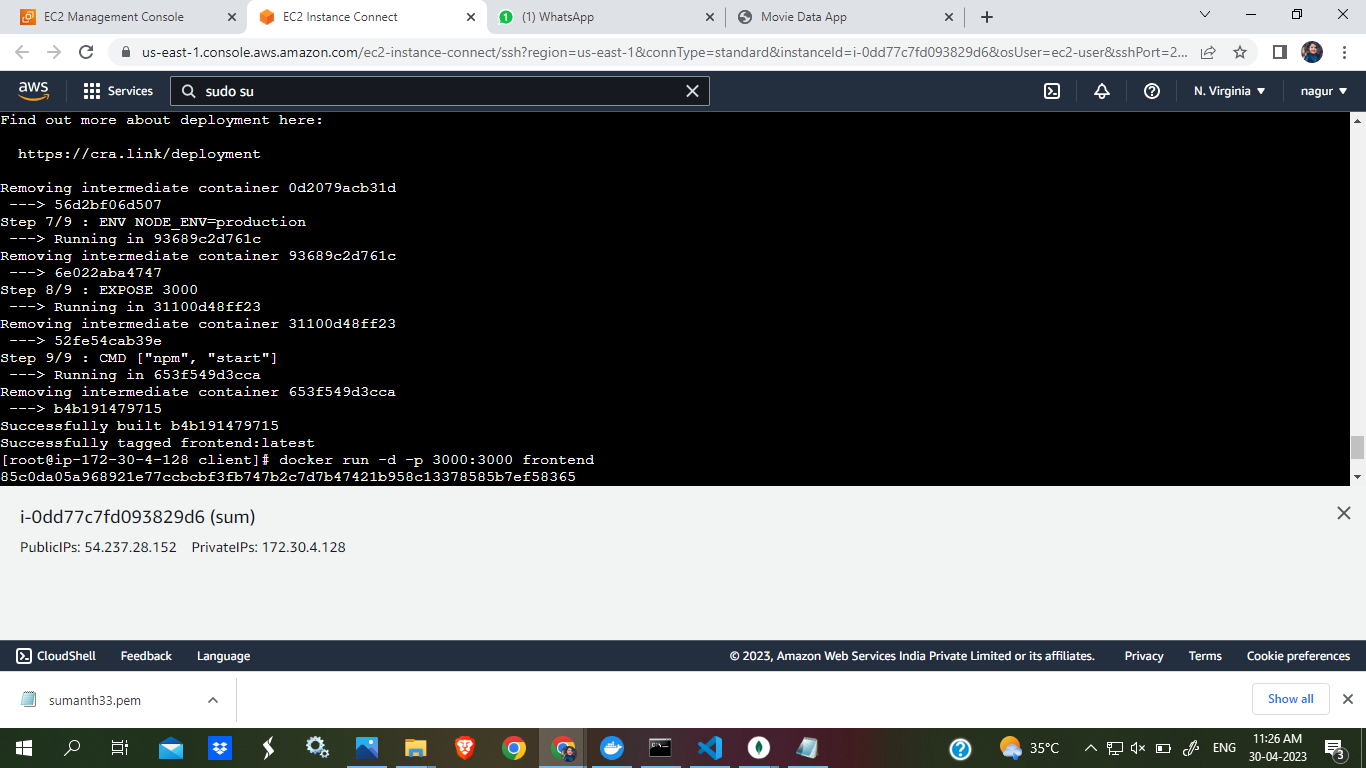 EC2 Management Console
EC2 Instance Connect
(1) WhatsApp
Movie Data App
us-east-1.console.aws.amazon.com/ec2-instance-connect/ssh?region=us-east-1&connType=standard&instanceId=i-0dd77c7fd093829d6&osUser=ec2-user&sshPort=2...
aws
Services
sudo su
N. Virginia
nagur
Find out more about deployment here:
https://cra.link/deployment
Removing intermediate container 0d2079acb31d
---> 56d2bf06d507
Step 7/9 : ENV NODE_ENV=production
---> Running in 93689c2d761c
Removing intermediate container 93689c2d761c
---> 6e022aba4747
Step 8/9 : EXPOSE 3000
---> Running in 31100d48ff23
Removing intermediate container 31100d48ff23
---> 52fe54cab39e
Step 9/9 : CMD ["npm", "start"]
---> Running in 653f549d3cca
Removing intermediate container 653f549d3cca
---> b4b191479715
Successfully built b4b191479715
Successfully tagged frontend:latest
[root@ip-172-30-4-128 client]# docker run -d -p 3000:3000 frontend
85c0da05a968921e77ccbcbf3fb747b2c7d7b47421b958c13378585b7ef58365
i-0dd77c7fd093829d6 (sum)
PublicIPs: 54.237.28.152 PrivateIPs: 172.30.4.128
CloudShell
Feedback
Language
© 2023, Amazon Web Services India Private Limited or its affiliates.
Privacy
Terms
Cookie preferences
sumanth33.pem
Show all
35°C
ENG
11:26 AM
30-04-2023
3